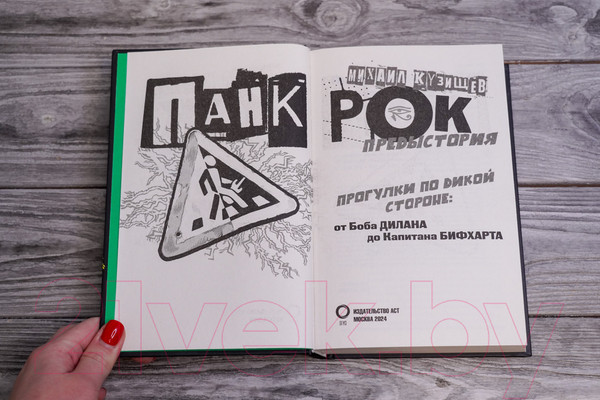 ПАНК
МИХАИЛ КУЗИЩЕВ
РОК
ПРЕДЫСТОРИЯ
ПРОГУЛКИ ПО ДИКОЙ
СТОРОНЕ:
от Боба ДИЛАНА
до Капитана БИФХАРТА
ИЗДАТЕЛЬСТВО АСТ
МОСКВА 2024